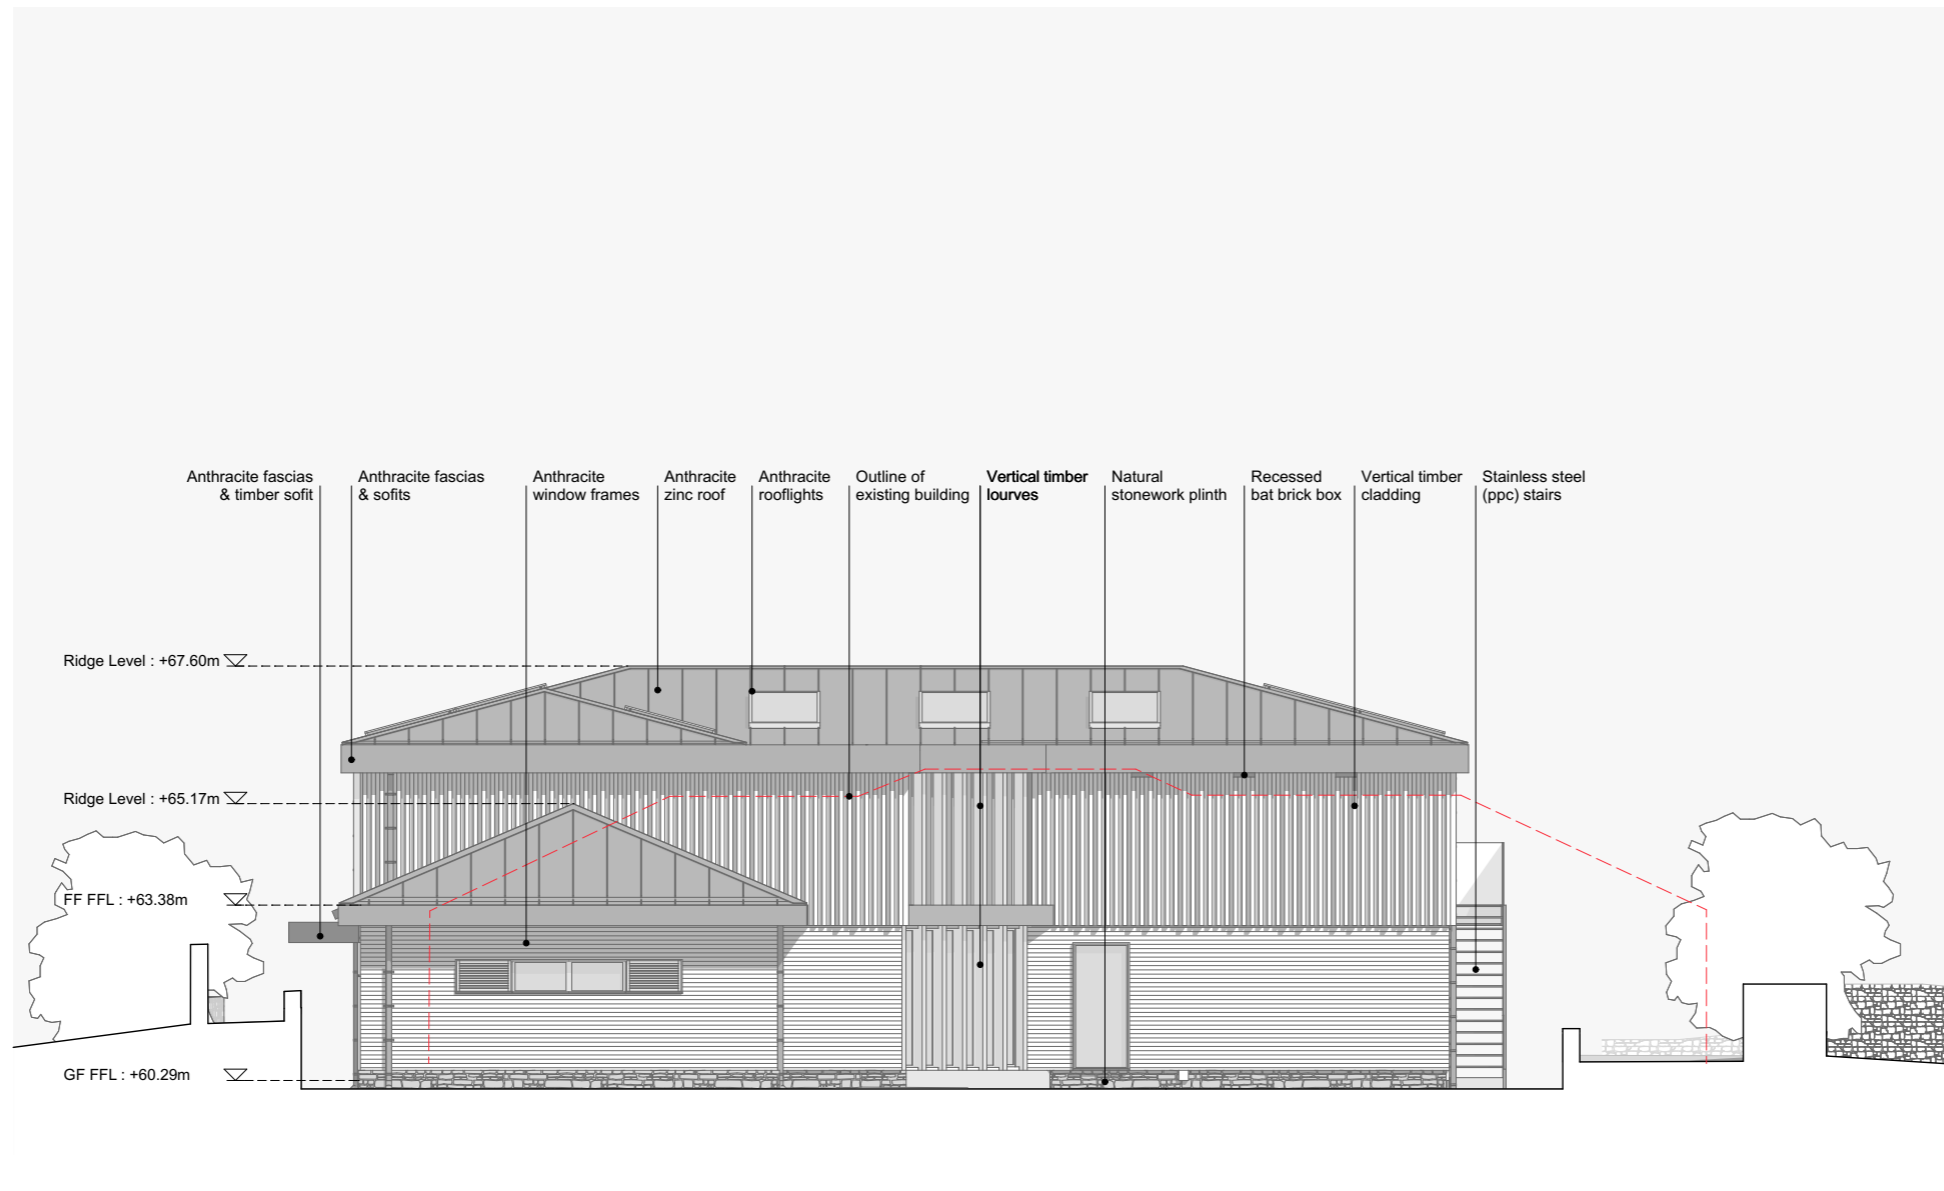 Anthracite fascias
& timber sofit
Anthracite fascias
& sofits
Anthracite
window frames
Anthracite
zinc roof
Anthracite
rooflights
Outline of
existing building
Vertical timber
lourves
Natural
stonework plinth
Recessed
bat brick box
Vertical timber
cladding
Stainless steel
(ppc) stairs
Ridge Level : +67.60m
Ridge Level : +65.17m
FF FFL : +63.38m
GF FFL : +60.29m